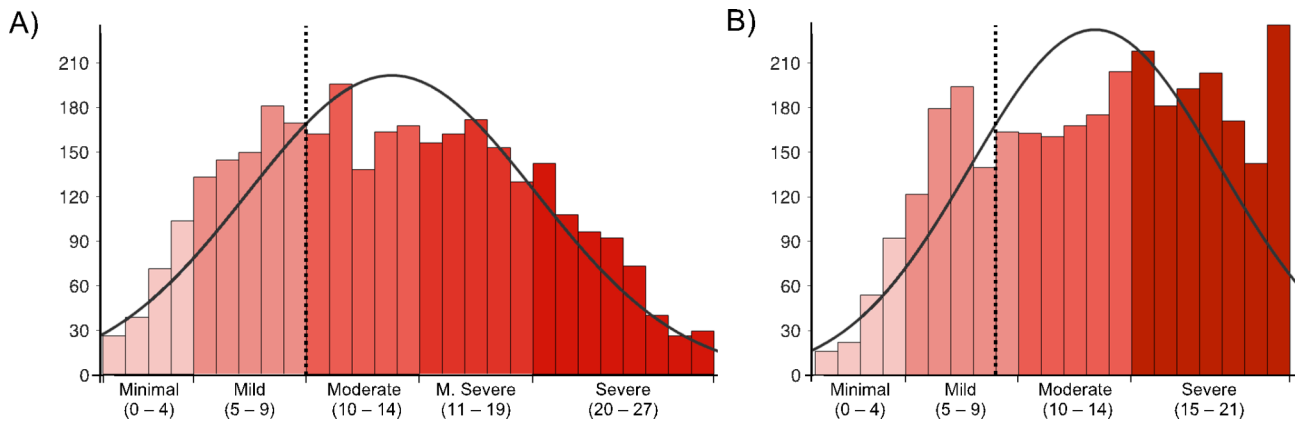 A)
210
180
150
120
90
60
30
0
Minimal Mild Moderate M. Severe Severe
(0 – 4) (5 – 9) (10 – 14) (11 – 19) (20 – 27)
B)
210
180
150
120
90
60
30
0
Minimal Mild Moderate Severe
(0 – 4) (5 – 9) (10 – 14) (15 – 21)